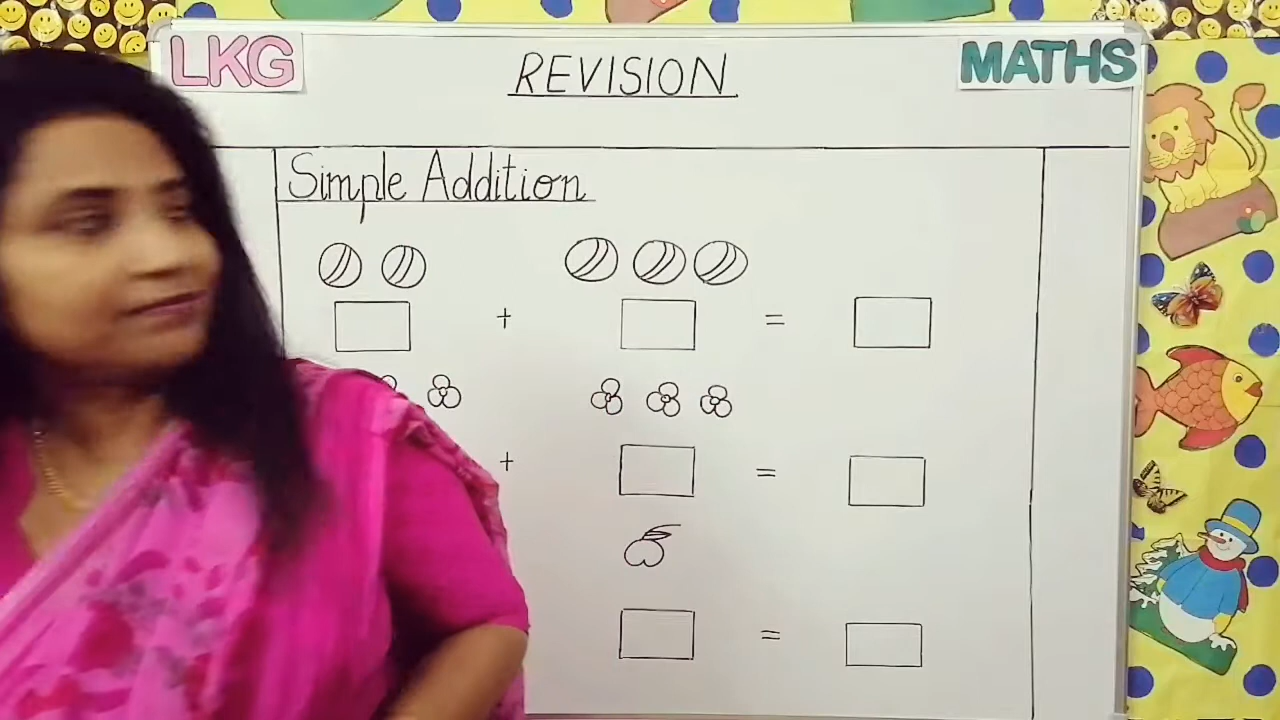 LKG REVISION MATHS
Simple Addition
+ =
+ =
=